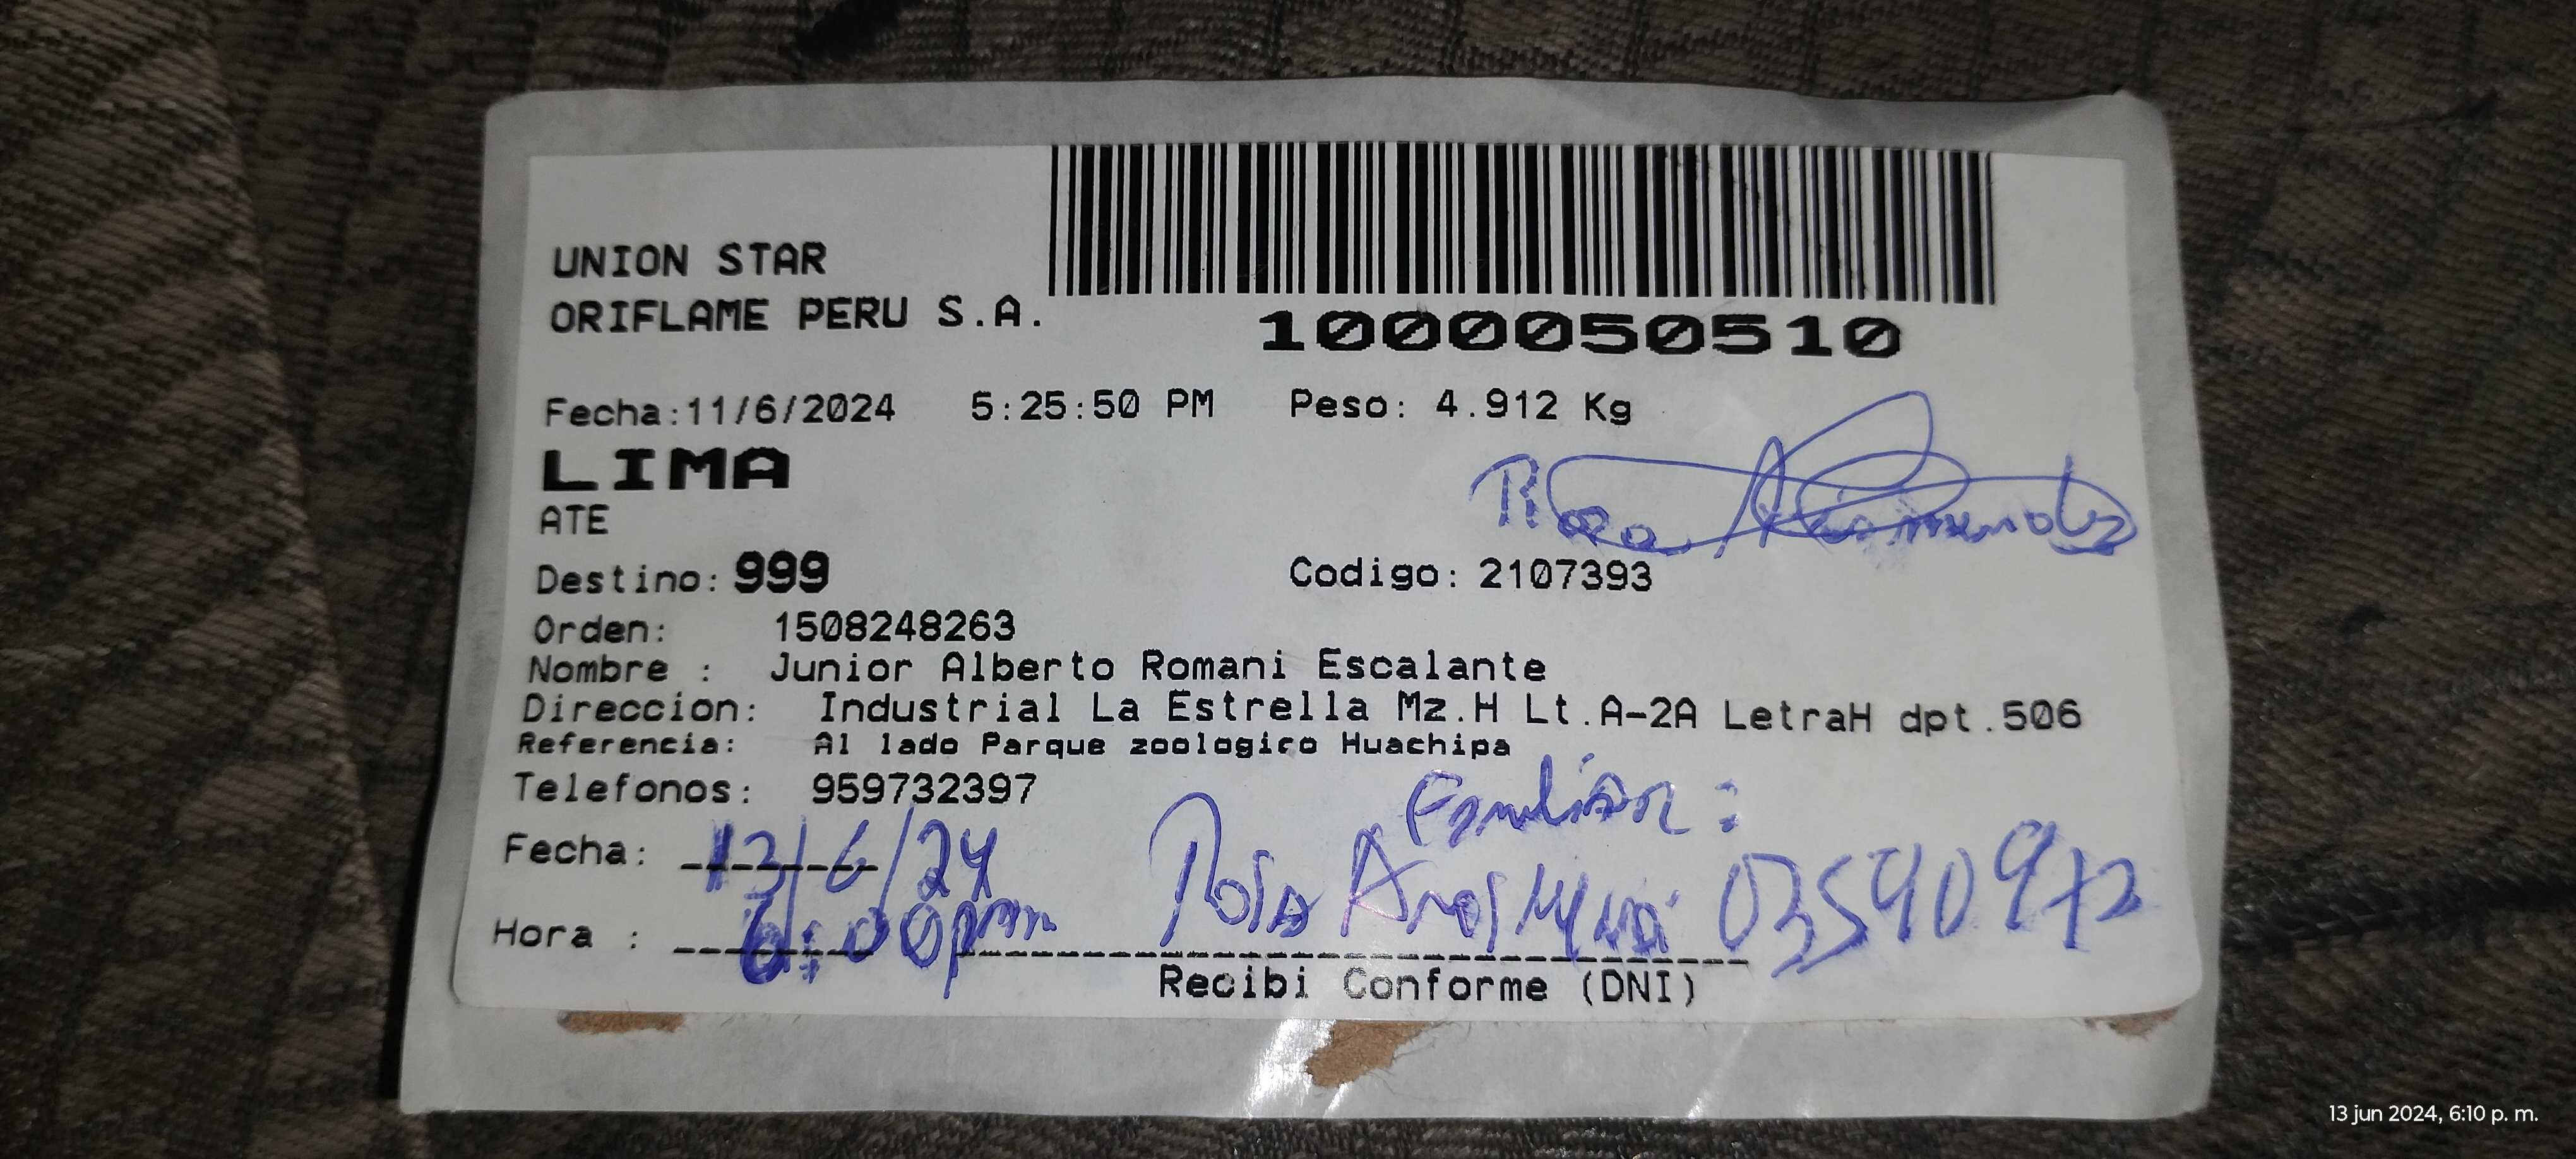 UNION STAR
ORIFLAME PERU S.A.
1000050510
Fecha:11/6/2024 5:25:50 PM Peso: 4.912 Kg
LIMA
ATE
Rosa
Destino: 999 Codigo: 2107393
Orden: 1508248263
Nombre : Junior Alberto Romani Escalante
Direccion: Industrial La Estrella Mz.H Lt.A-2A LetraH dpt.506
Referencia: Al lado Parque zoologico Huachipa
Telefonos: 959732397
Familiar:
Fecha: 13/6/24
Rosa 03590972
Hora : 6:00pm
Recibi Conforme (DNI)
13 jun 2024, 6:10 p. m.